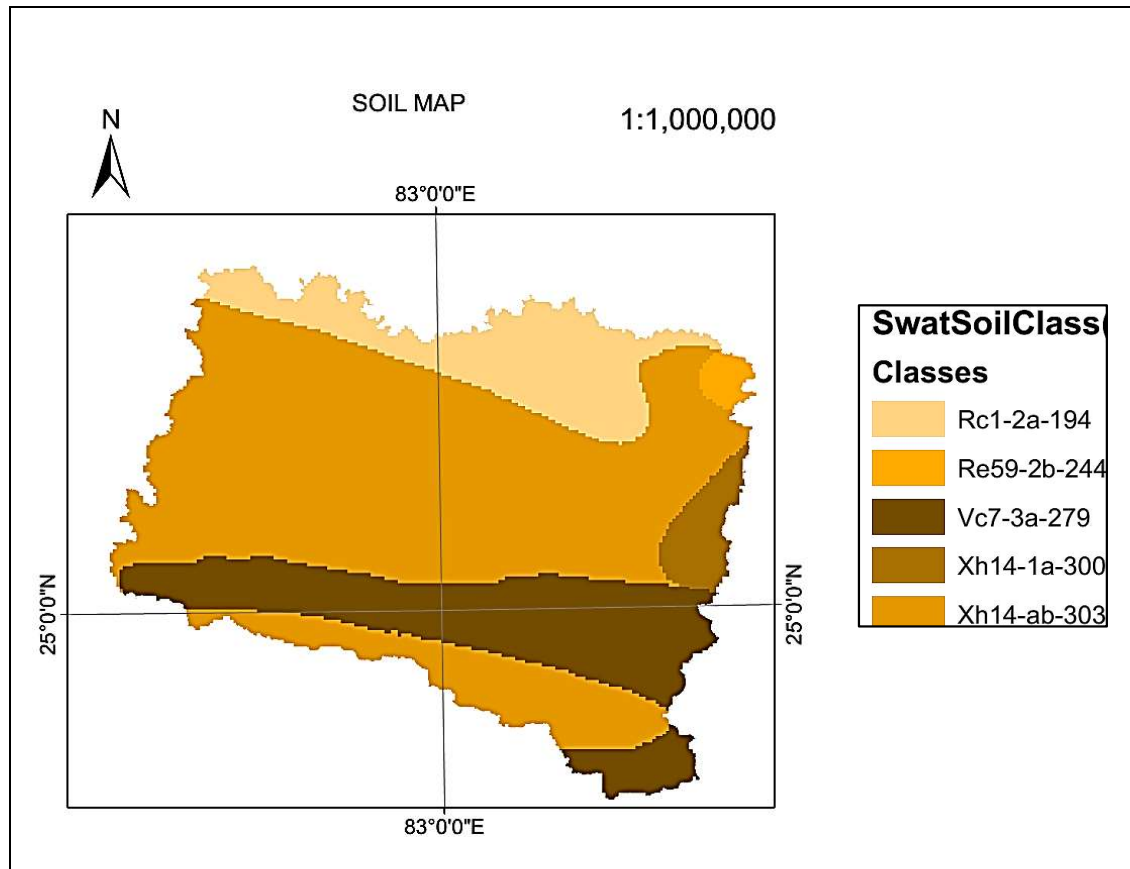 SOIL MAP
1:1,000,000
N
83°0'0"E
25°0'0"N
25°0'0"N
83°0'0"E
SwatSoilClass(
Classes
Rc1-2a-194
Re59-2b-244
Vc7-3a-279
Xh14-1a-300
Xh14-ab-303